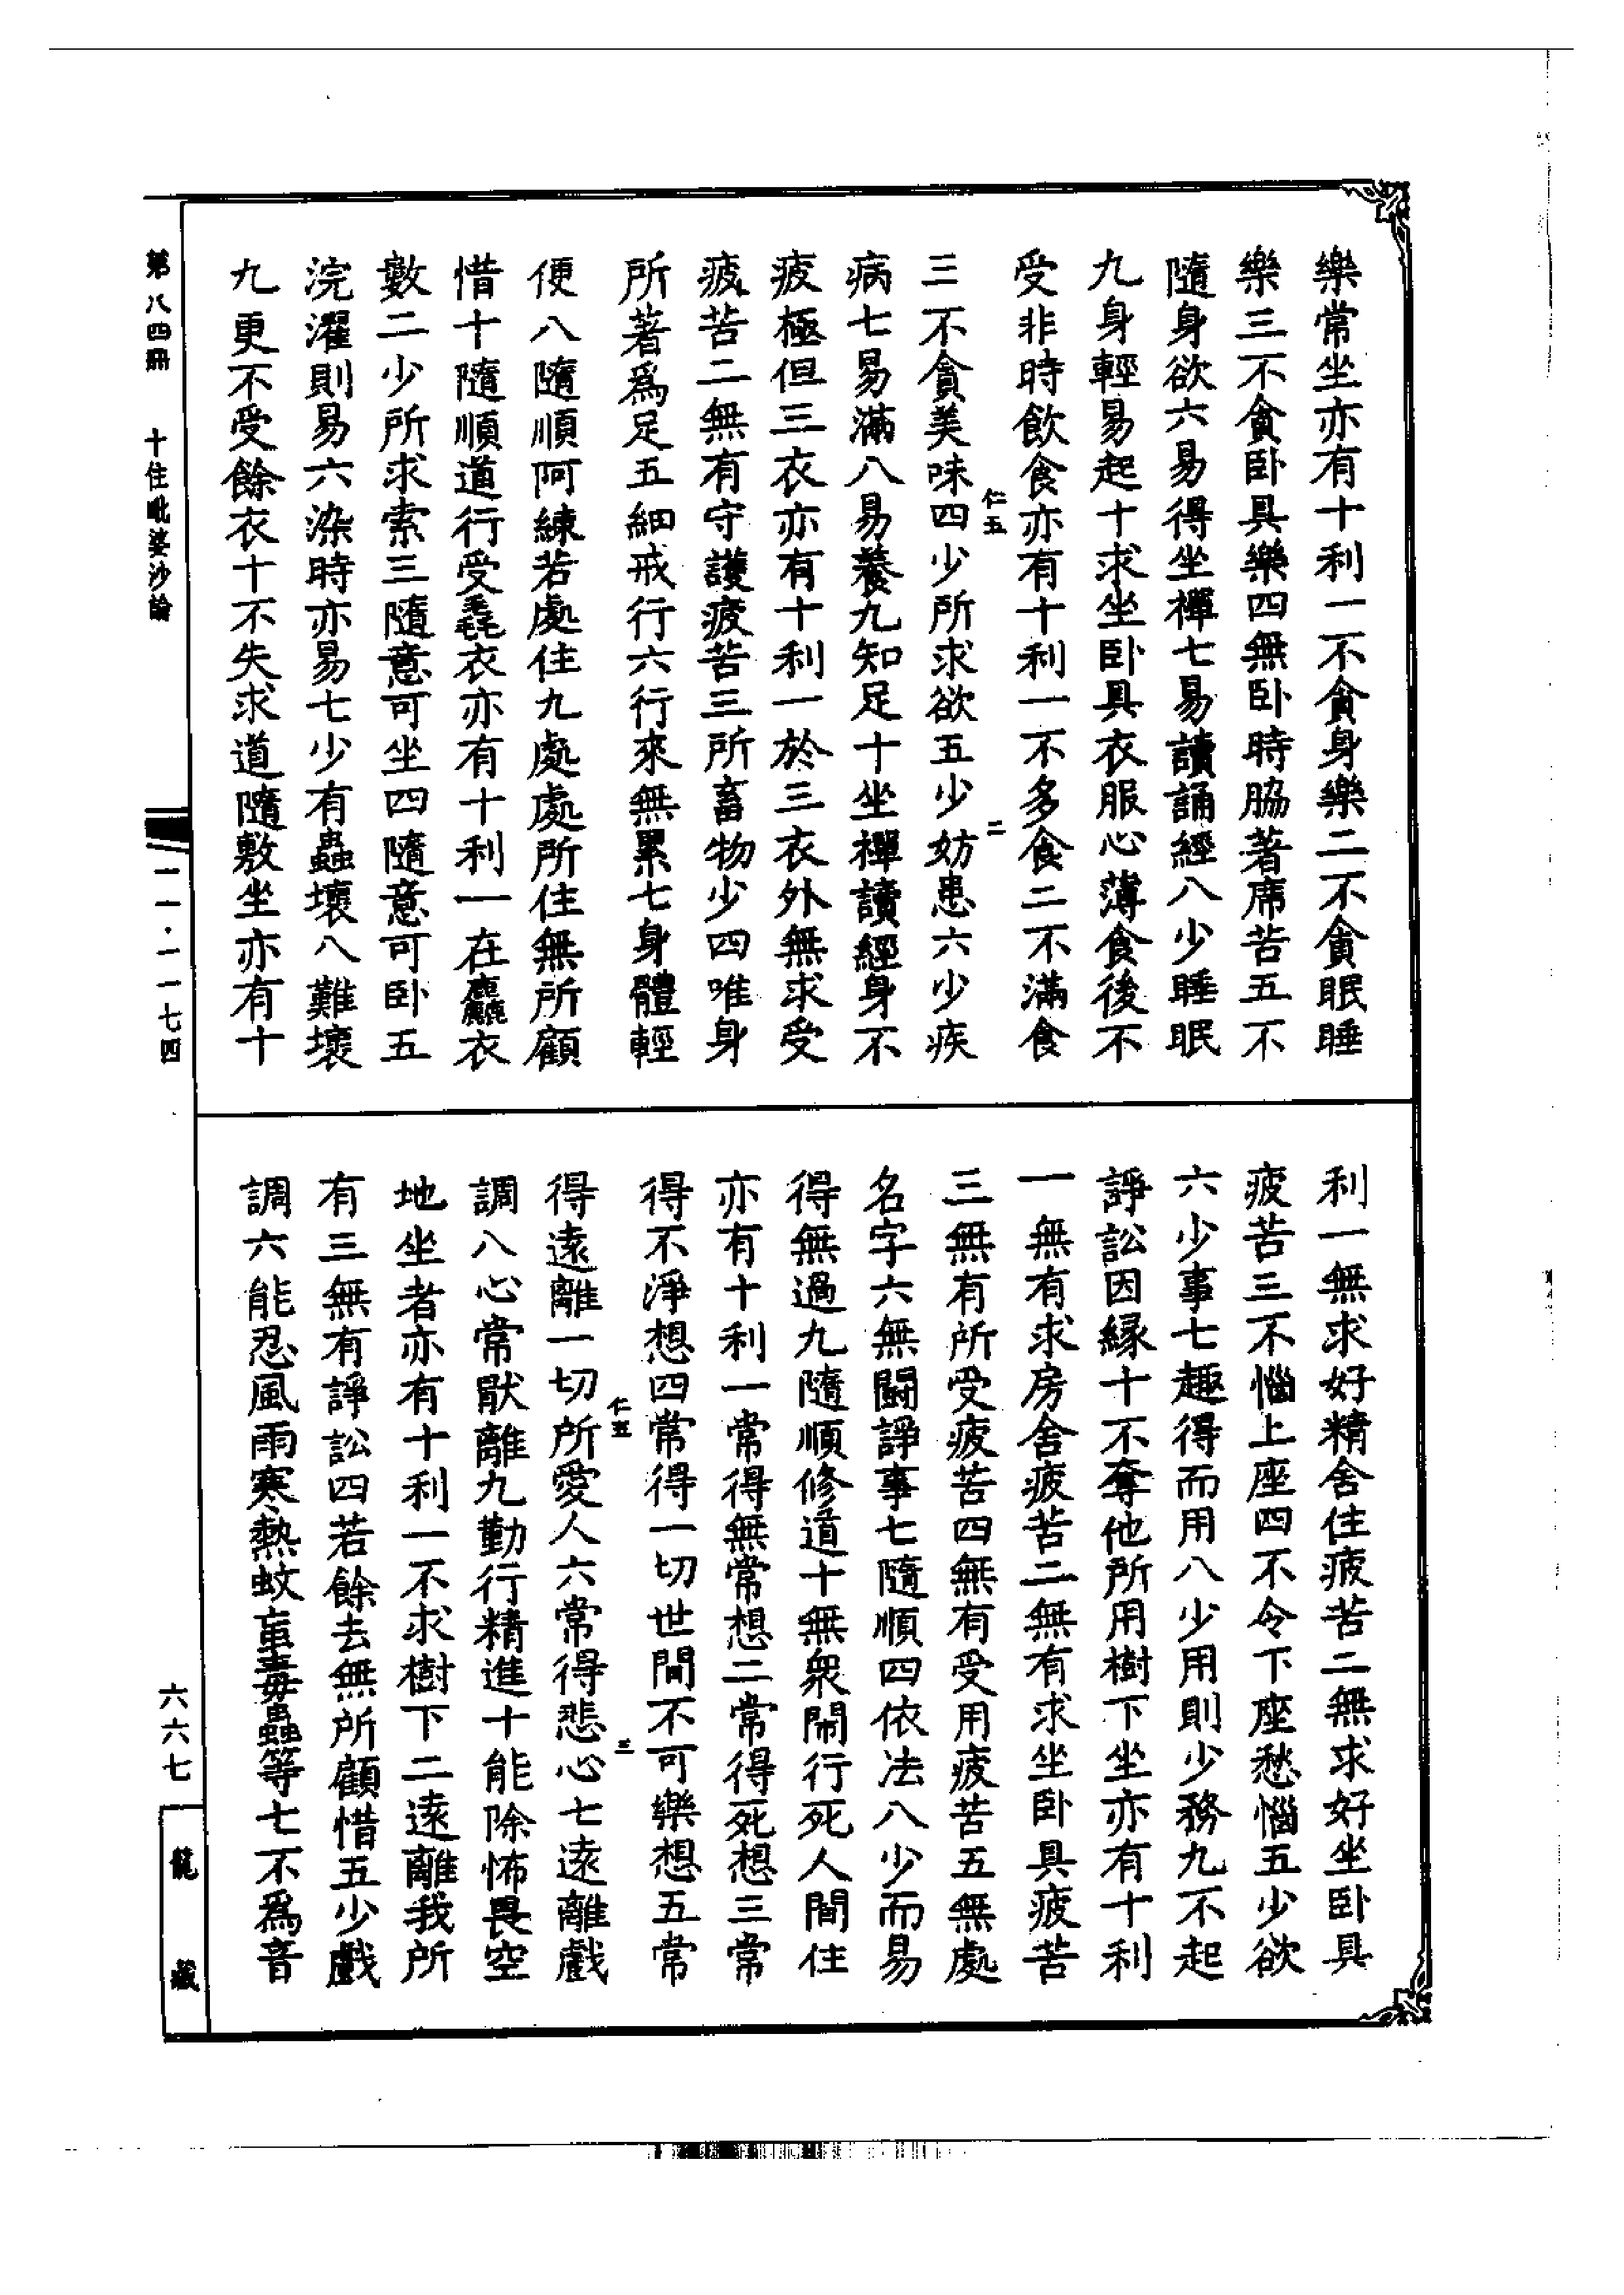 樂常坐亦有十利一不貪身樂二不貪眠睡
樂三不貪臥具樂四無臥時脇著席苦五不
隨身欲六易得坐禪七易讀誦經八少睡眠
九身輕易起十求坐臥具衣服心薄食後不
受非時飲食亦有十利一不多食二不滿食
三不貪美味四少所求欲五少妨患六少疾
仁五
二
病七易滿八易養九知足十坐禪讀經身不
疲極但三衣亦有十利一於三衣外無求受
疲苦二無有守護疲苦三所畜物少四唯身
所著為足五細戒行六行來無累七身體輕
便八隨順阿練若處住九處處所住無所顧
惜十隨順道行受毳衣亦有十利一在麤衣
數二少所求索三隨意可坐四隨意可臥五
浣濯則易六染時亦易七少有蟲壞八難壞
九更不受餘衣十不失求道隨敷坐亦有十
利一無求好精舍住疲苦二無求好坐臥具
疲苦三不惱上座四不令下座愁惱五少欲
六少事七趣得而用八少用則少務九不起
諍訟因緣十不奪他所用樹下坐亦有十利
一無有求房舍疲苦二無有求坐臥具疲苦
三無有所受疲苦四無有受用疲苦五無處
名字六無鬪諍事七隨順四依法八少而易
得無過九隨順修道十無眾鬧行死人間住
亦有十利一常得無常想二常得死想三常
得不淨想四常得一切世間不可樂想五常
仁五
三
得遠離一切所愛人六常得悲心七遠離戲
調八心常厭離九勤行精進十能除怖畏空
地坐者亦有十利一不求樹下二遠離我所
有三無有諍訟四若餘去無所顧惜五少戲
調六能忍風雨寒熱蚊虻毒蟲等七不為音
第八四冊 十住毗婆沙論
一一·一一七四
六六七
龍藏